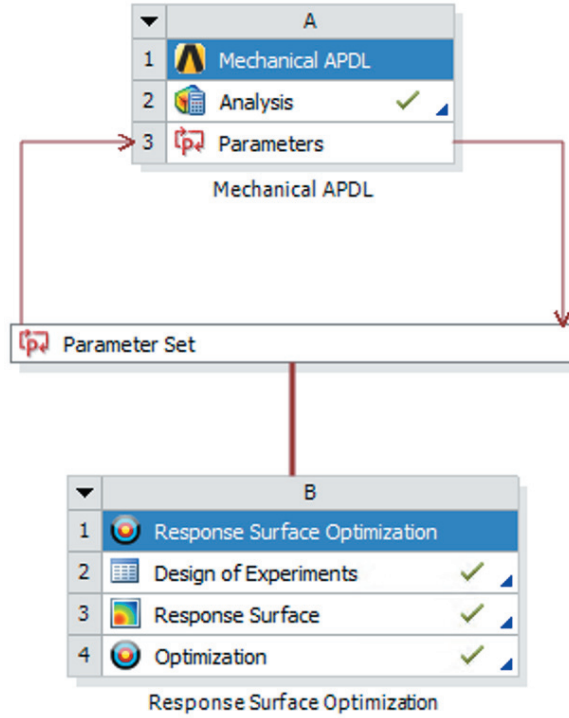 A
1 Mechanical APDL
2 Analysis
3 Parameters
Mechanical APDL
Parameter Set
B
1 Response Surface Optimization
2 Design of Experiments
3 Response Surface
4 Optimization
Response Surface Optimization